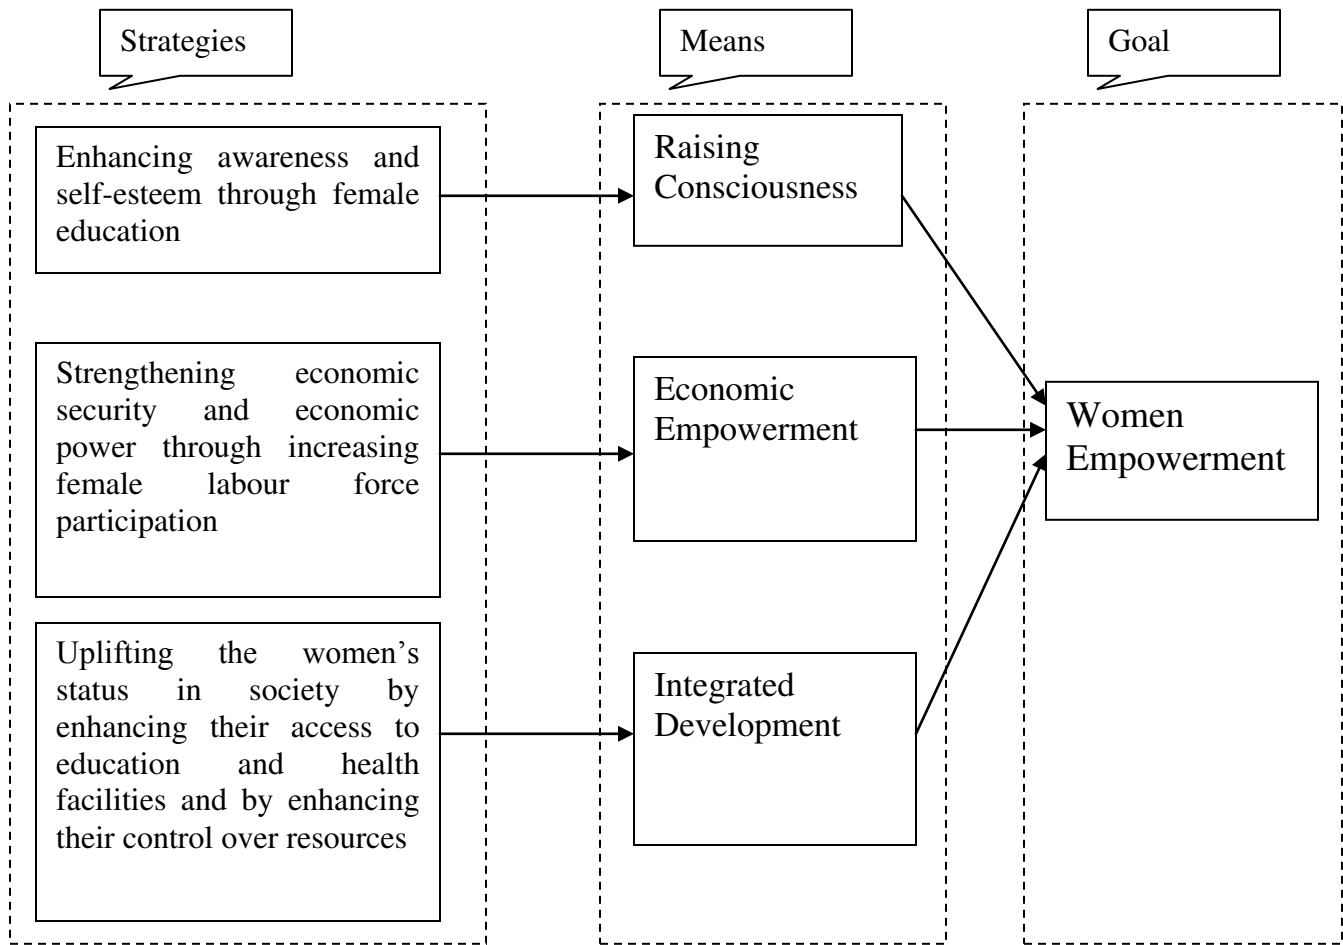 Strategies
Means
Goal
Enhancing awareness and
self-esteem through female
education
Raising
Consciousness
Strengthening economic
security and economic
power through increasing
female labour force
participation
Economic
Empowerment
Women
Empowerment
Uplifting the women’s
status in society by
enhancing their access to
education and health
facilities and by enhancing
their control over resources
Integrated
Development